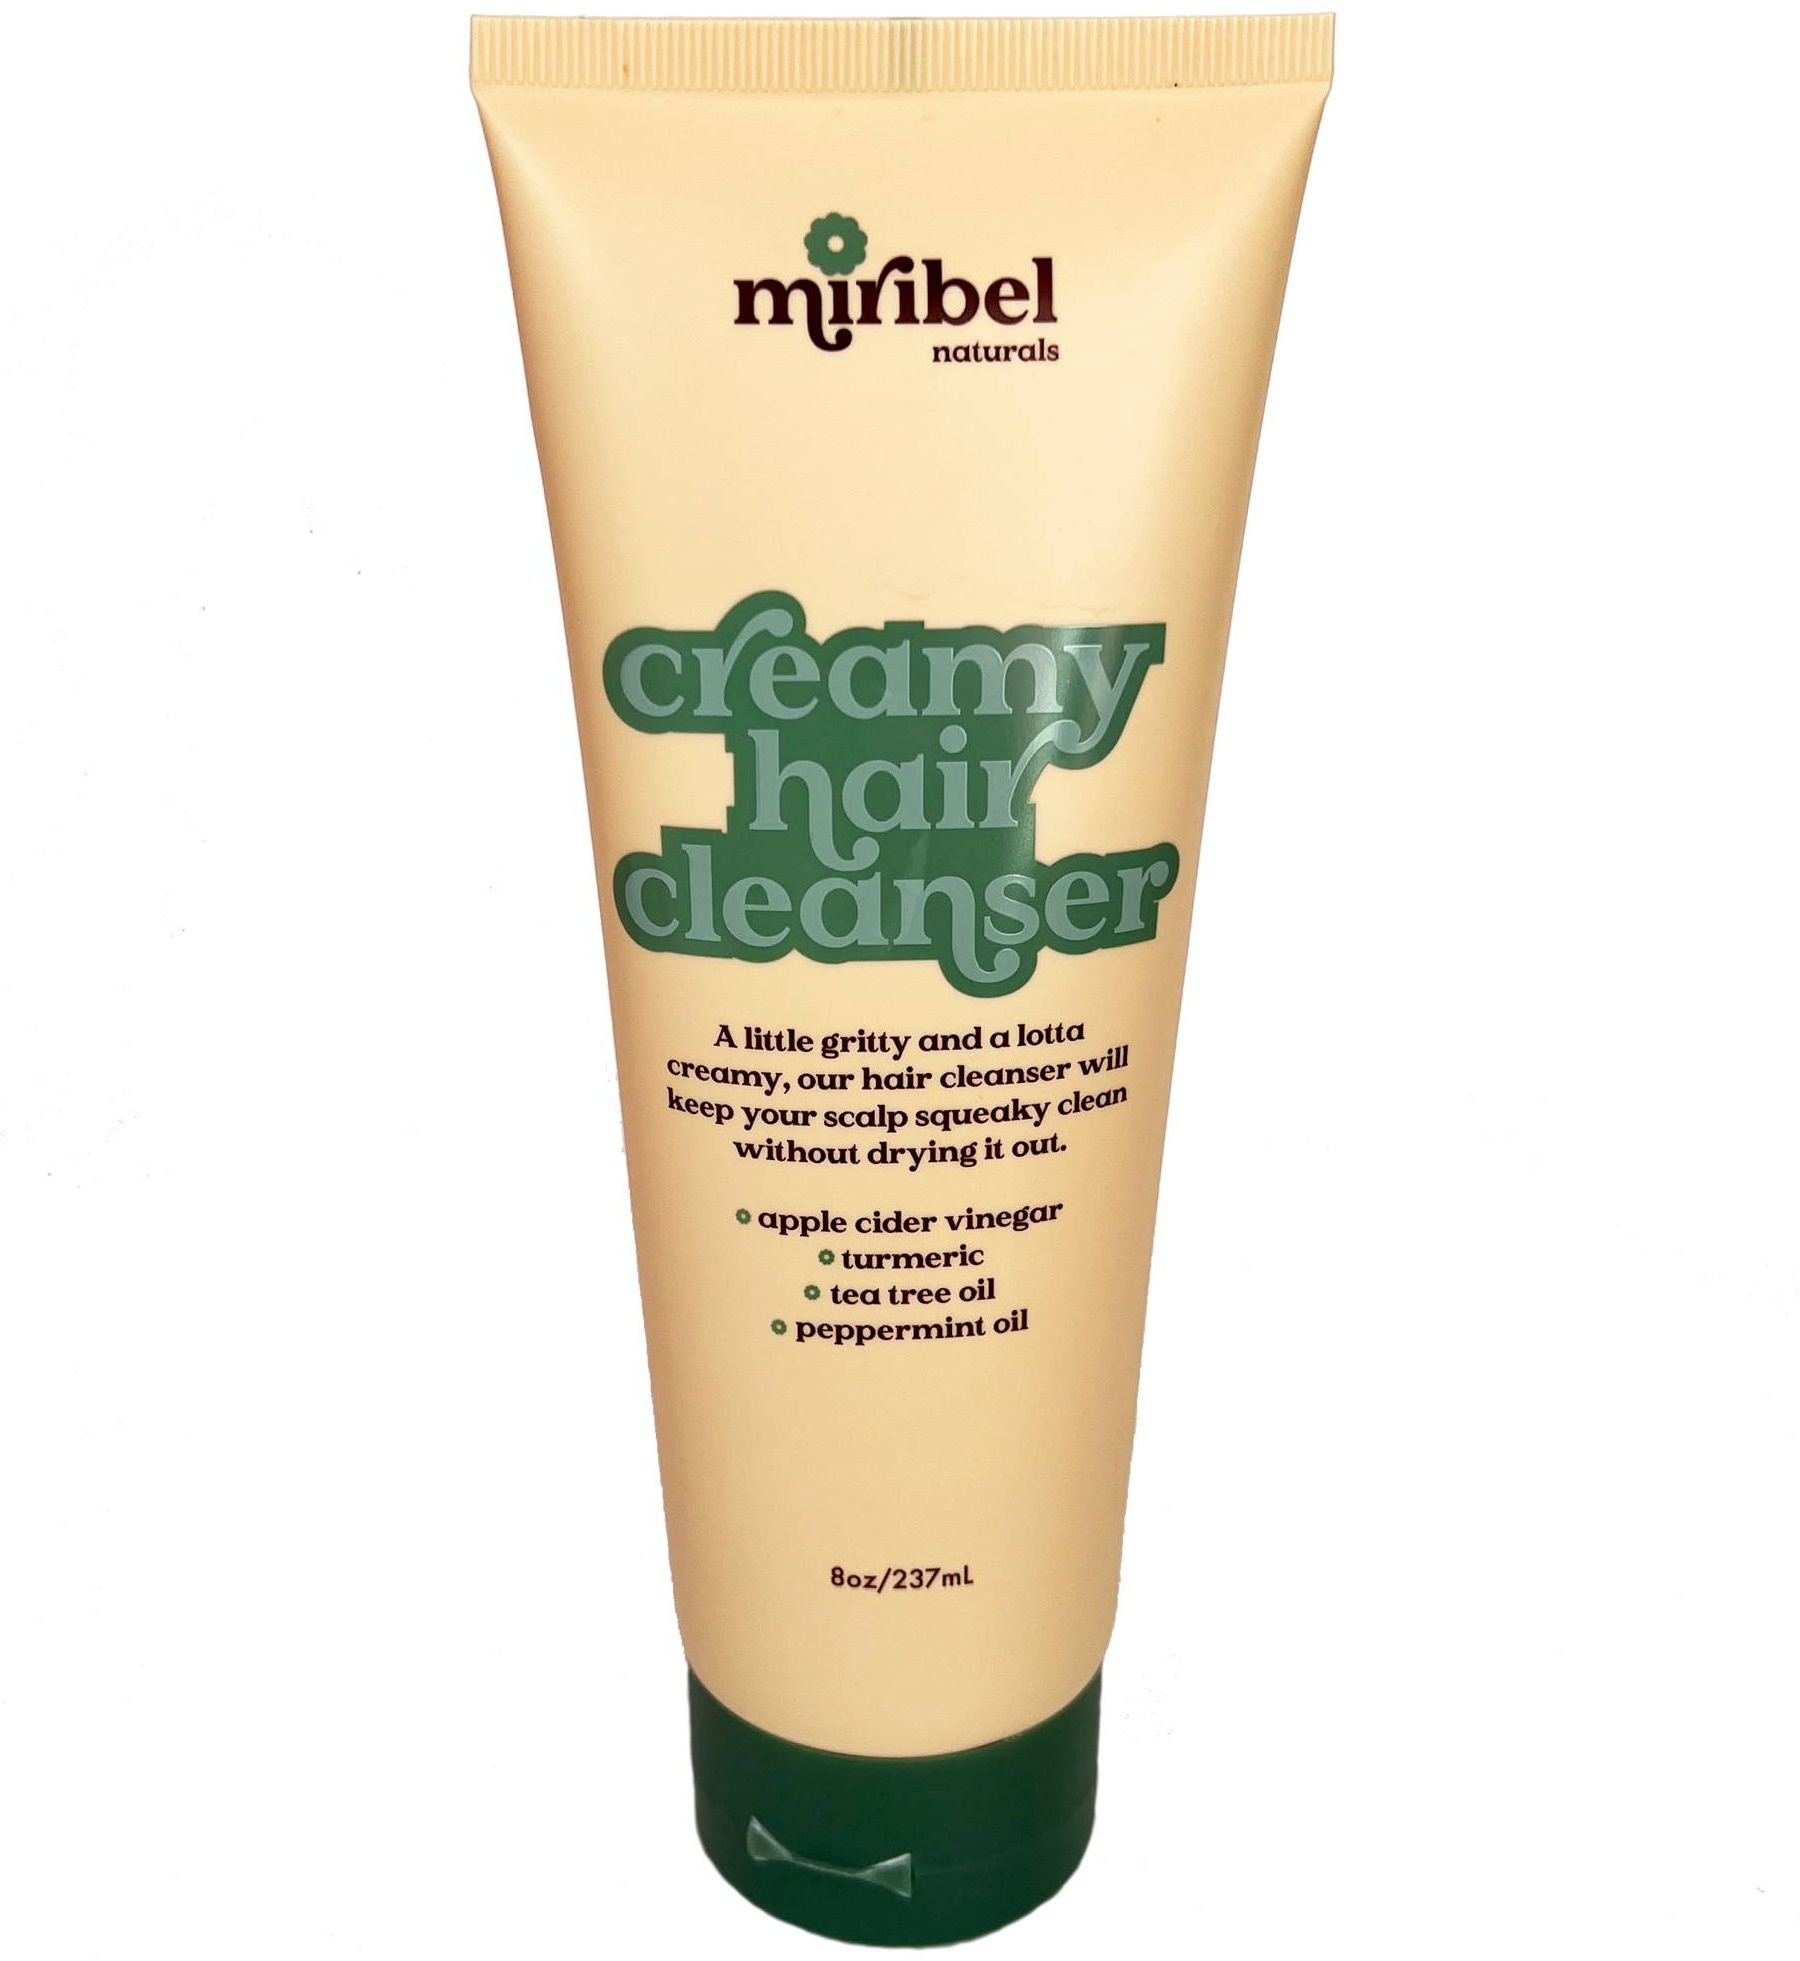 miribel
naturals
creamy
hair
cleanser
A little gritty and a lotta
creamy, our hair cleanser will
keep your scalp squeaky clean
without drying it out.
apple cider vinegar
turmeric
tea tree oil
peppermint oil
8oz/237mL